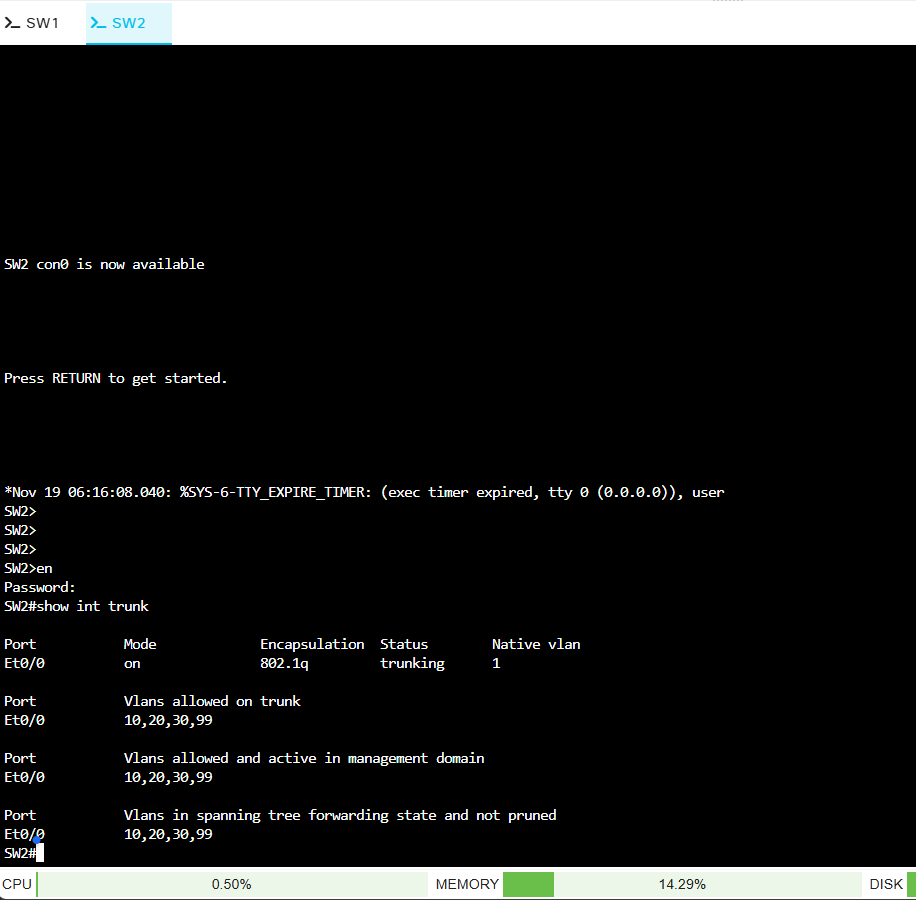 SW1 SW2
SW2 con0 is now available
Press RETURN to get started.
*Nov 19 06:16:08.040: %SYS-6-TTY_EXPIRE_TIMER: (exec timer expired, tty 0 (0.0.0.0)), user
SW2>
SW2>
SW2>
SW2>en
Password:
SW2#show int trunk
Port Mode Encapsulation Status Native vlan
Et0/0 on 802.1q trunking 1
Port Vlans allowed on trunk
Et0/0 10,20,30,99
Port Vlans allowed and active in management domain
Et0/0 10,20,30,99
Port Vlans in spanning tree forwarding state and not pruned
Et0/0 10,20,30,99
SW2#
CPU 0.50% MEMORY 14.29% DISK